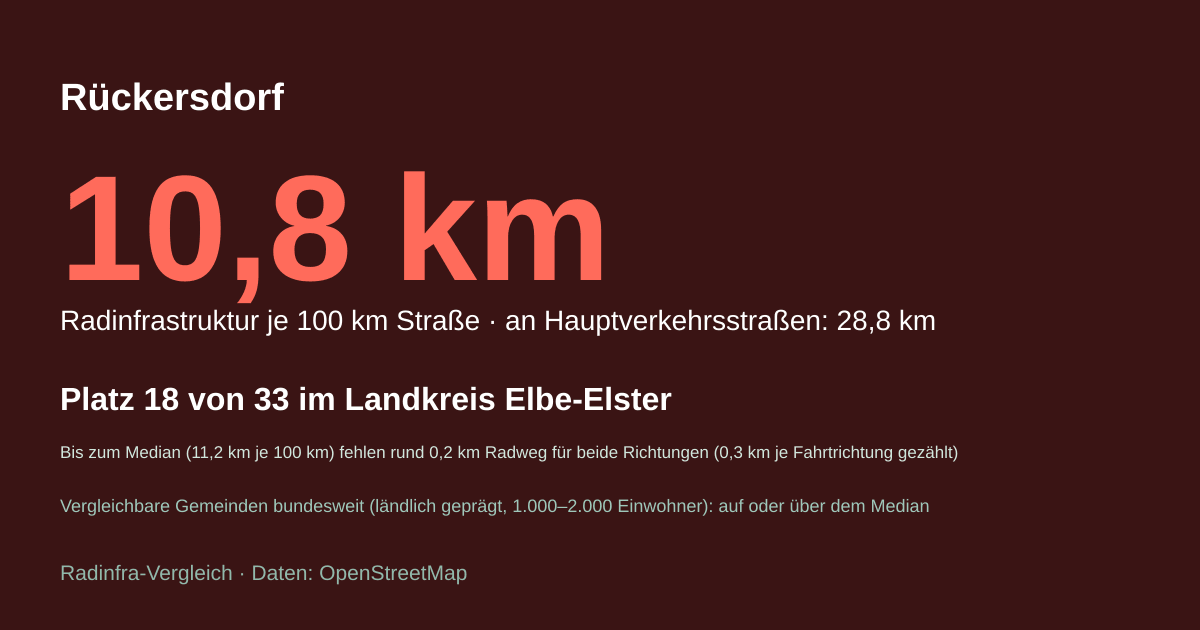 Rückersdorf
10,8 km
Radinfrastruktur je 100 km Straße · an Hauptverkehrsstraßen: 28,8 km
Platz 18 von 33 im Landkreis Elbe-Elster
Bis zum Median (11,2 km je 100 km) fehlen rund 0,2 km Radweg für beide Richtungen (0,3 km je Fahrtrichtung gezählt)
Vergleichbare Gemeinden bundesweit (ländlich geprägt, 1.000–2.000 Einwohner): auf oder über dem Median
Radinfra-Vergleich · Daten: OpenStreetMap